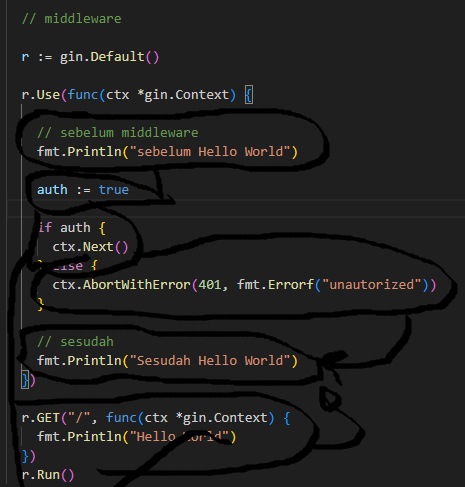 // middleware
r := gin.Default()
r.Use(func(ctx *gin.Context) {
// sebelum middleware
fmt.Println("sebelum Hello World")
auth := true
if auth {
ctx.Next()
} else {
ctx.AbortWithError(401, fmt.Errorf("unautorized"))
}
// sesudah
fmt.Println("Sesudah Hello World")
})
r.GET("/", func(ctx *gin.Context) {
fmt.Println("Hello World")
})
r.Run()